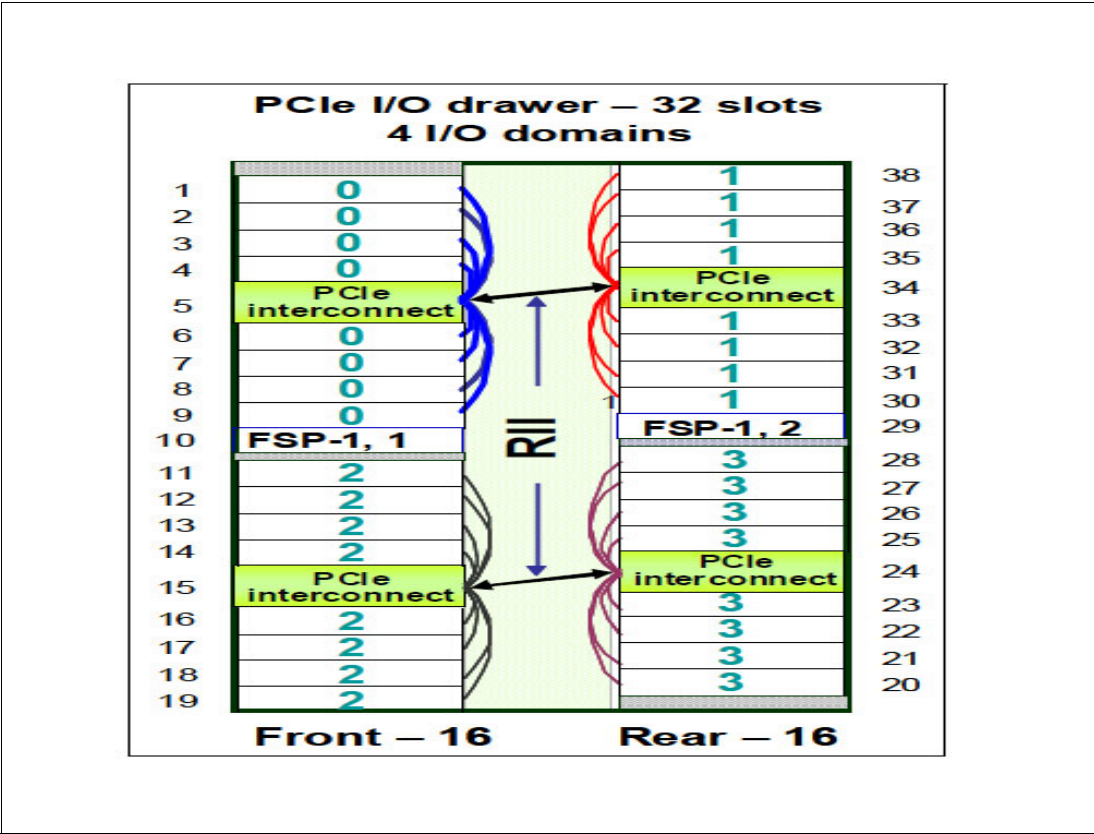 PCIe I/O drawer – 32 slots
4 I/O domains
1 0 1 38
2 0 1 37
3 0 1 36
4 0 1 35
5 PCIe interconnect PCIe interconnect 34
6 0 1 33
7 0 1 32
8 0 1 31
9 0 1 1 30
10 FSP-1, 1 FSP-1, 2 29
RII
11 2 3 28
12 2 3 27
13 2 3 26
14 2 3 25
15 PCIe interconnect PCIe interconnect 24
16 2 3 23
17 2 3 22
18 2 3 21
19 2 3 20
Front – 16 Rear – 16